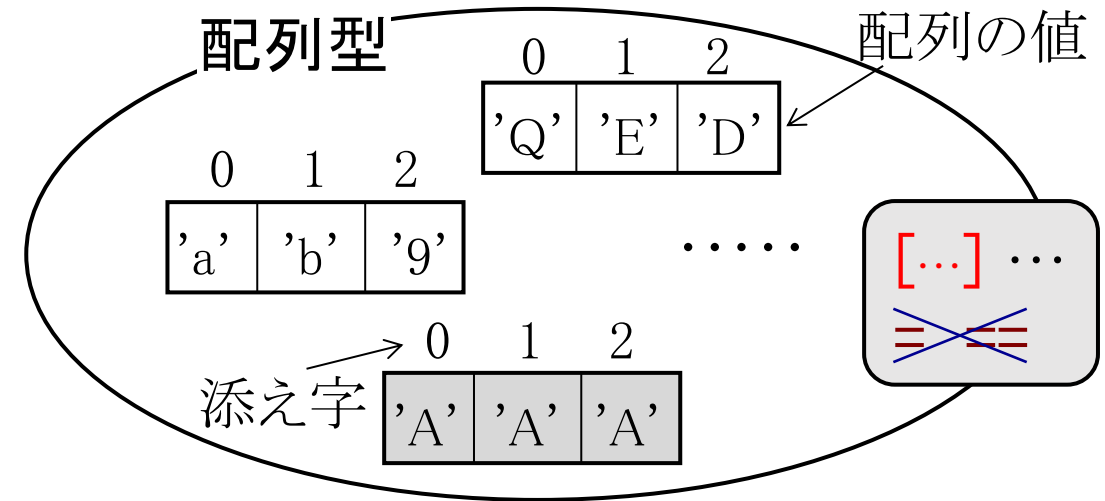 配列型
配列の値
0 1 2
’Q’ ’E’ ’D’
0 1 2
’a’ ’b’ ’9’
･････
[…] …
= ==
0 1 2
添え字
’A’ ’A’ ’A’